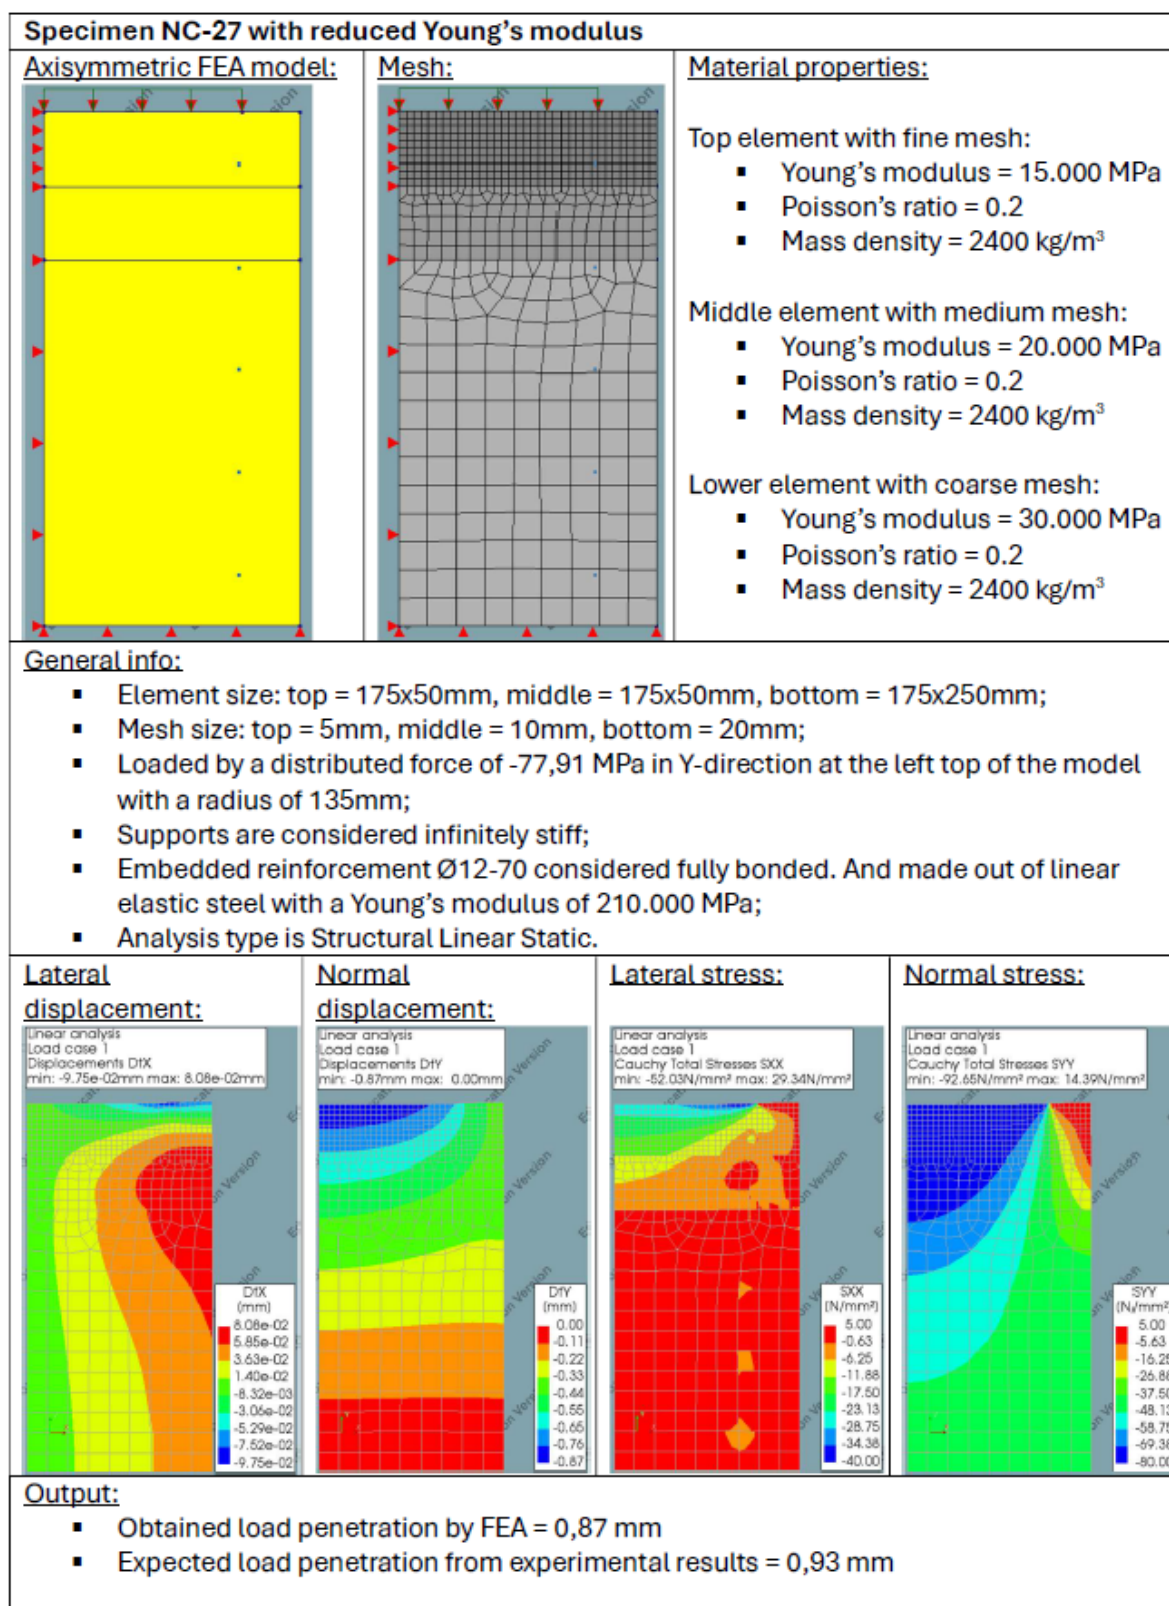 Specimen NC-27 with reduced Young's modulus
Axisymmetric FEA model:
Mesh:
Material properties:
Top element with fine mesh:
▪ Young's modulus = 15.000 MPa
▪ Poisson's ratio = 0.2
▪ Mass density = 2400 kg/m³
Middle element with medium mesh:
▪ Young's modulus = 20.000 MPa
▪ Poisson's ratio = 0.2
▪ Mass density = 2400 kg/m³
Lower element with coarse mesh:
▪ Young's modulus = 30.000 MPa
▪ Poisson's ratio = 0.2
▪ Mass density = 2400 kg/m³
General info:
▪ Element size: top = 175x50mm, middle = 175x50mm, bottom = 175x250mm;
▪ Mesh size: top = 5mm, middle = 10mm, bottom = 20mm;
▪ Loaded by a distributed force of -77,91 MPa in Y-direction at the left top of the model
with a radius of 135mm;
▪ Supports are considered infinitely stiff;
▪ Embedded reinforcement Ø12-70 considered fully bonded. And made out of linear
elastic steel with a Young's modulus of 210.000 MPa;
▪ Analysis type is Structural Linear Static.
Lateral
displacement:
Linear analysis
Load case 1
Displacements DtX
min: -9.75e-02mm max: 8.08e-02mm
DtX
(mm)
8.08e-02
5.85e-02
3.63e-02
1.40e-02
-8.32e-03
-3.06e-02
-5.29e-02
-7.52e-02
-9.75e-02
Normal
displacement:
Linear analysis
Load case 1
Displacements DtY
min: -0.87mm max: 0.00mm
DtY
(mm)
0.00
-0.11
-0.22
-0.33
-0.44
-0.55
-0.65
-0.76
-0.87
Lateral stress:
Linear analysis
Load case 1
Cauchy Total Stresses SXX
min: -52.03N/mm² max: 29.34N/mm²
SXX
(N/mm²)
5.00
-0.63
-6.25
-11.88
-17.50
-23.13
-28.75
-34.38
-40.00
Normal stress:
Linear analysis
Load case 1
Cauchy Total Stresses SYY
min: -92.65N/mm² max: 14.39N/mm²
SYY
(N/mm²)
5.00
-5.63
-16.25
-26.88
-37.50
-48.13
-58.75
-69.38
-80.00
Output:
▪ Obtained load penetration by FEA = 0,87 mm
▪ Expected load penetration from experimental results = 0,93 mm